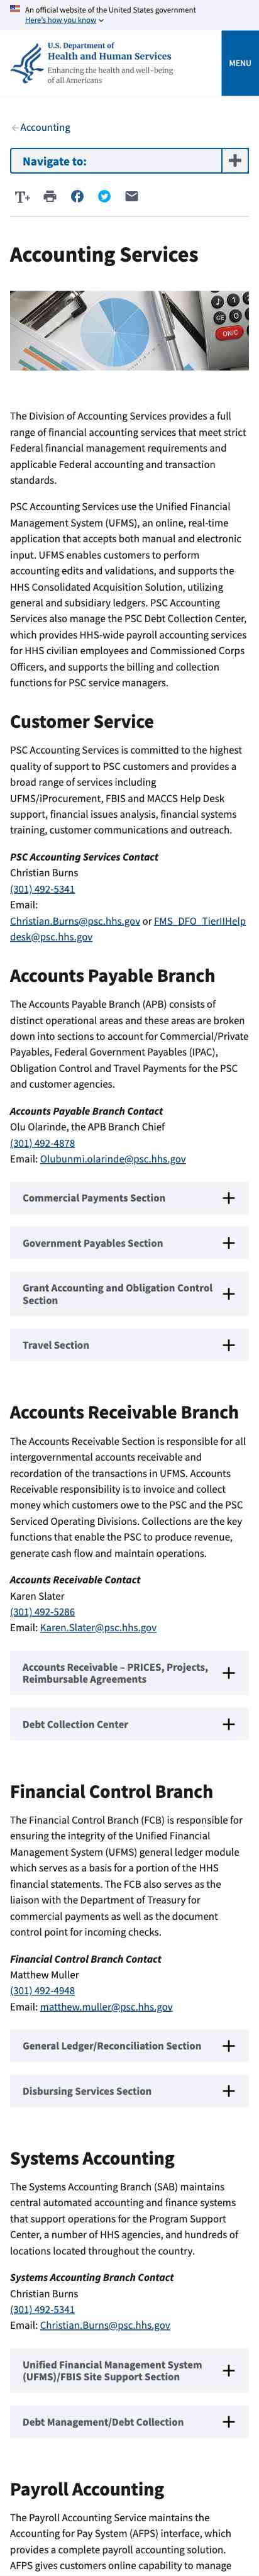 An official website of the United States government
Here's how you know
U.S. Department of
Health and Human Services
Enhancing the health and well-being
of all Americans
MENU
Accounting
Navigate to:
Accounting Services
CE
ON/C
The Division of Accounting Services provides a full
range of financial accounting services that meet strict
Federal financial management requirements and
applicable Federal accounting and transaction
standards.
PSC Accounting Services use the Unified Financial
Management System (UFMS), an online, real-time
application that accepts both manual and electronic
input. UFMS enables customers to perform
accounting edits and validations, and supports the
HHS Consolidated Acquisition Solution, utilizing
general and subsidiary ledgers. PSC Accounting
Services also manage the PSC Debt Collection Center,
which provides HHS-wide payroll accounting services
for HHS civilian employees and Commissioned Corps
Officers, and supports the billing and collection
functions for PSC service managers.
Customer Service
PSC Accounting Services is committed to the highest
quality of support to PSC customers and provides a
broad range of services including
UFMS/iProcurement, FBIS and MACCS Help Desk
support, financial issues analysis, financial systems
training, customer communications and outreach.
PSC Accounting Services Contact
Christian Burns
(301) 492-5341
Email:
Christian.Burns@psc.hhs.gov or FMS_DFO_TierIIHelp
desk@psc.hhs.gov
Accounts Payable Branch
The Accounts Payable Branch (APB) consists of
distinct operational areas and these areas are broken
down into sections to account for Commercial/Private
Payables, Federal Government Payables (IPAC),
Obligation Control and Travel Payments for the PSC
and customer agencies.
Accounts Payable Branch Contact
Olu Olarinde, the APB Branch Chief
(301) 492-4878
Email: Olubunmi.olarinde@psc.hhs.gov
Commercial Payments Section
Government Payables Section
Grant Accounting and Obligation Control
Section
Travel Section
Accounts Receivable Branch
The Accounts Receivable Section is responsible for all
intergovernmental accounts receivable and
recordation of the transactions in UFMS. Accounts
Receivable responsibility is to invoice and collect
money which customers owe to the PSC and the PSC
Serviced Operating Divisions. Collections are the key
functions that enable the PSC to produce revenue,
generate cash flow and maintain operations.
Accounts Receivable Contact
Karen Slater
(301) 492-5286
Email: Karen.Slater@psc.hhs.gov
Accounts Receivable – PRICES, Projects,
Reimbursable Agreements
Debt Collection Center
Financial Control Branch
The Financial Control Branch (FCB) is responsible for
ensuring the integrity of the Unified Financial
Management System (UFMS) general ledger module
which serves as a basis for a portion of the HHS
financial statements. The FCB also serves as the
liaison with the Department of Treasury for
commercial payments as well as the document
control point for incoming checks.
Financial Control Branch Contact
Matthew Muller
(301) 492-4948
Email: matthew.muller@psc.hhs.gov
General Ledger/Reconciliation Section
Disbursing Services Section
Systems Accounting
The Systems Accounting Branch (SAB) maintains
central automated accounting and finance systems
that support operations for the Program Support
Center, a number of HHS agencies, and hundreds of
locations located throughout the country.
Systems Accounting Branch Contact
Christian Burns
(301) 492-5341
Email: Christian.Burns@psc.hhs.gov
Unified Financial Management System
(UFMS)/FBIS Site Support Section
Debt Management/Debt Collection
Payroll Accounting
The Payroll Accounting Service maintains the
Accounting for Pay System (AFPS) interface, which
provides a complete payroll accounting solution.
AFPS gives customers online capability to manage